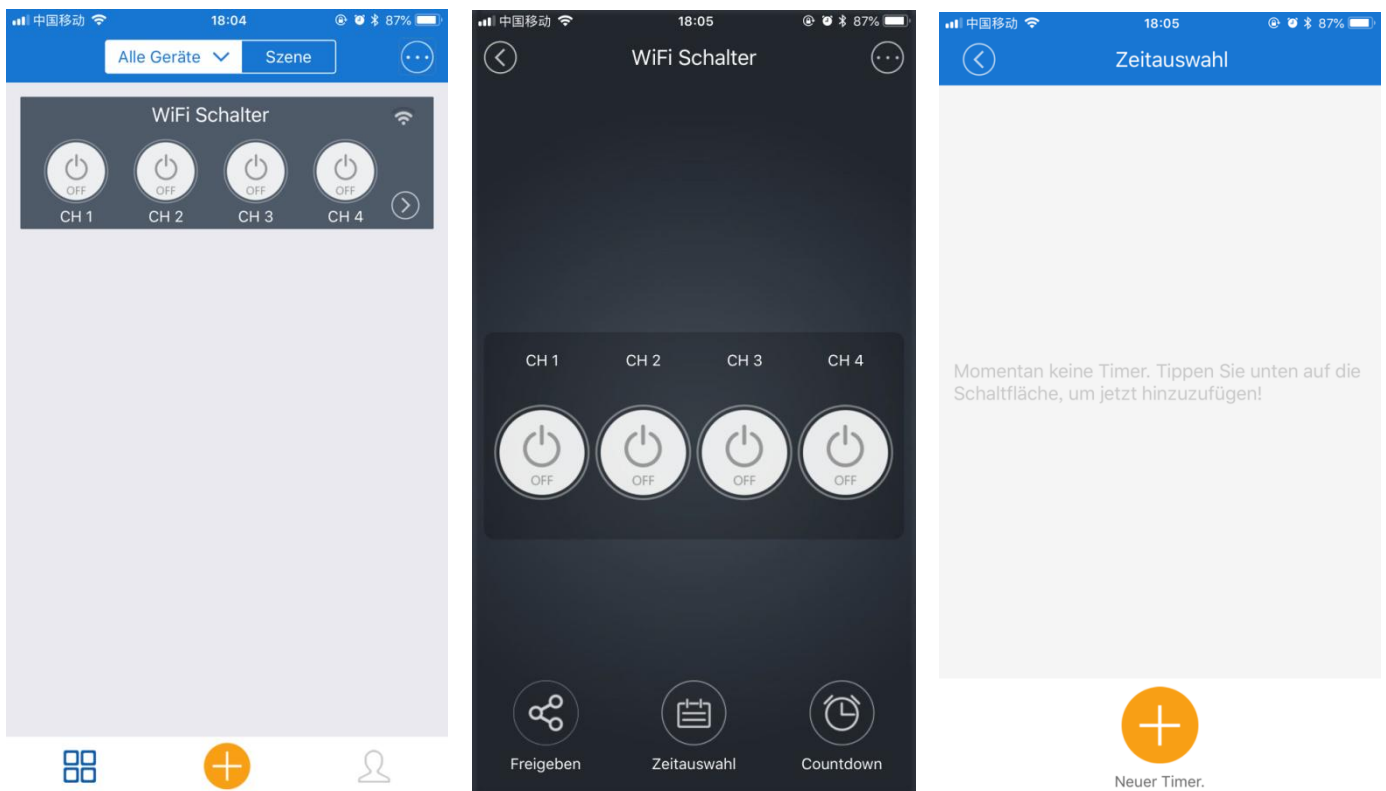 中国移动 18:04 87%
Alle Geräte Szene
WiFi Schalter
OFF OFF OFF OFF
CH 1 CH 2 CH 3 CH 4
中国移动 18:05 87%
WiFi Schalter
CH 1 CH 2 CH 3 CH 4
OFF OFF OFF OFF
Freigeben Zeitauswahl Countdown
中国移动 18:05 87%
Zeitauswahl
Momentan keine Timer. Tippen Sie unten auf die
Schaltfläche, um jetzt hinzuzufügen!
Neuer Timer.